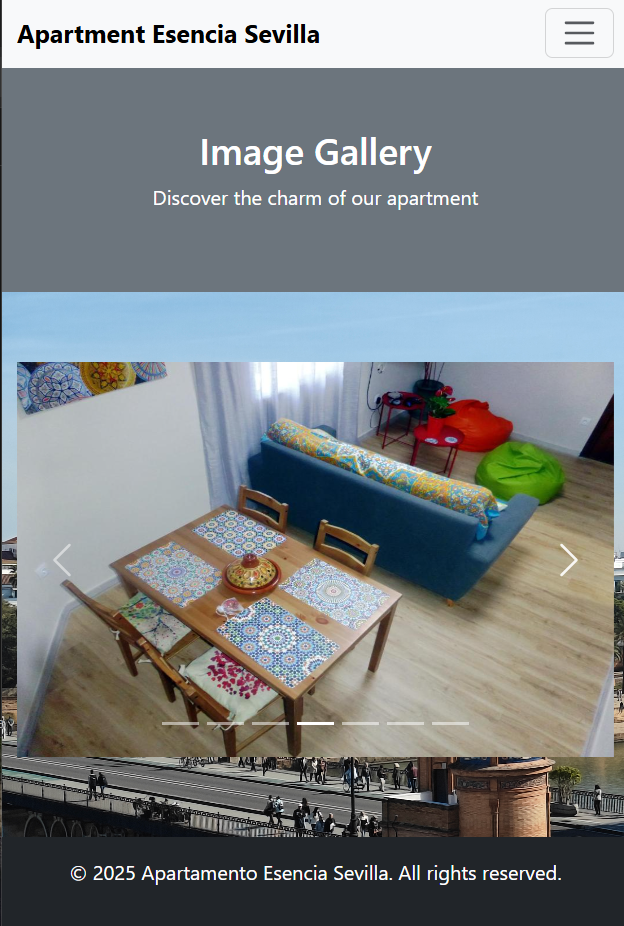 Apartment Esencia Sevilla
Image Gallery
Discover the charm of our apartment
© 2025 Apartamento Esencia Sevilla. All rights reserved.